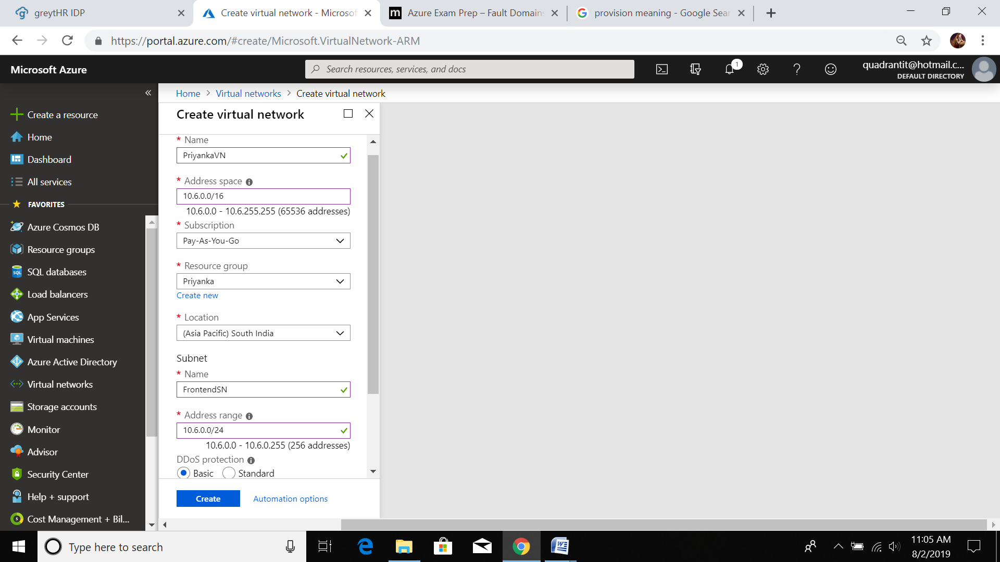 greytHR IDP
Create virtual network - Microsof
Azure Exam Prep – Fault Domains
provision meaning - Google Sear
https://portal.azure.com/#create/Microsoft.VirtualNetwork-ARM
Microsoft Azure
Search resources, services, and docs
1
quadrantit@hotmail.c...
DEFAULT DIRECTORY
Home > Virtual networks > Create virtual network
Create a resource
Home
Dashboard
All services
FAVORITES
Azure Cosmos DB
Resource groups
SQL databases
Load balancers
App Services
Virtual machines
Azure Active Directory
Virtual networks
Storage accounts
Monitor
Advisor
Security Center
Help + support
Cost Management + Bil...
Create virtual network
* Name
PriyankaVN
* Address space
10.6.0.0/16
10.6.0.0 - 10.6.255.255 (65536 addresses)
* Subscription
Pay-As-You-Go
* Resource group
Priyanka
Create new
* Location
(Asia Pacific) South India
Subnet
* Name
FrontendSN
* Address range
10.6.0.0/24
10.6.0.0 - 10.6.0.255 (256 addresses)
DDoS protection
Basic Standard
Create Automation options
Type here to search
11:05 AM
8/2/2019